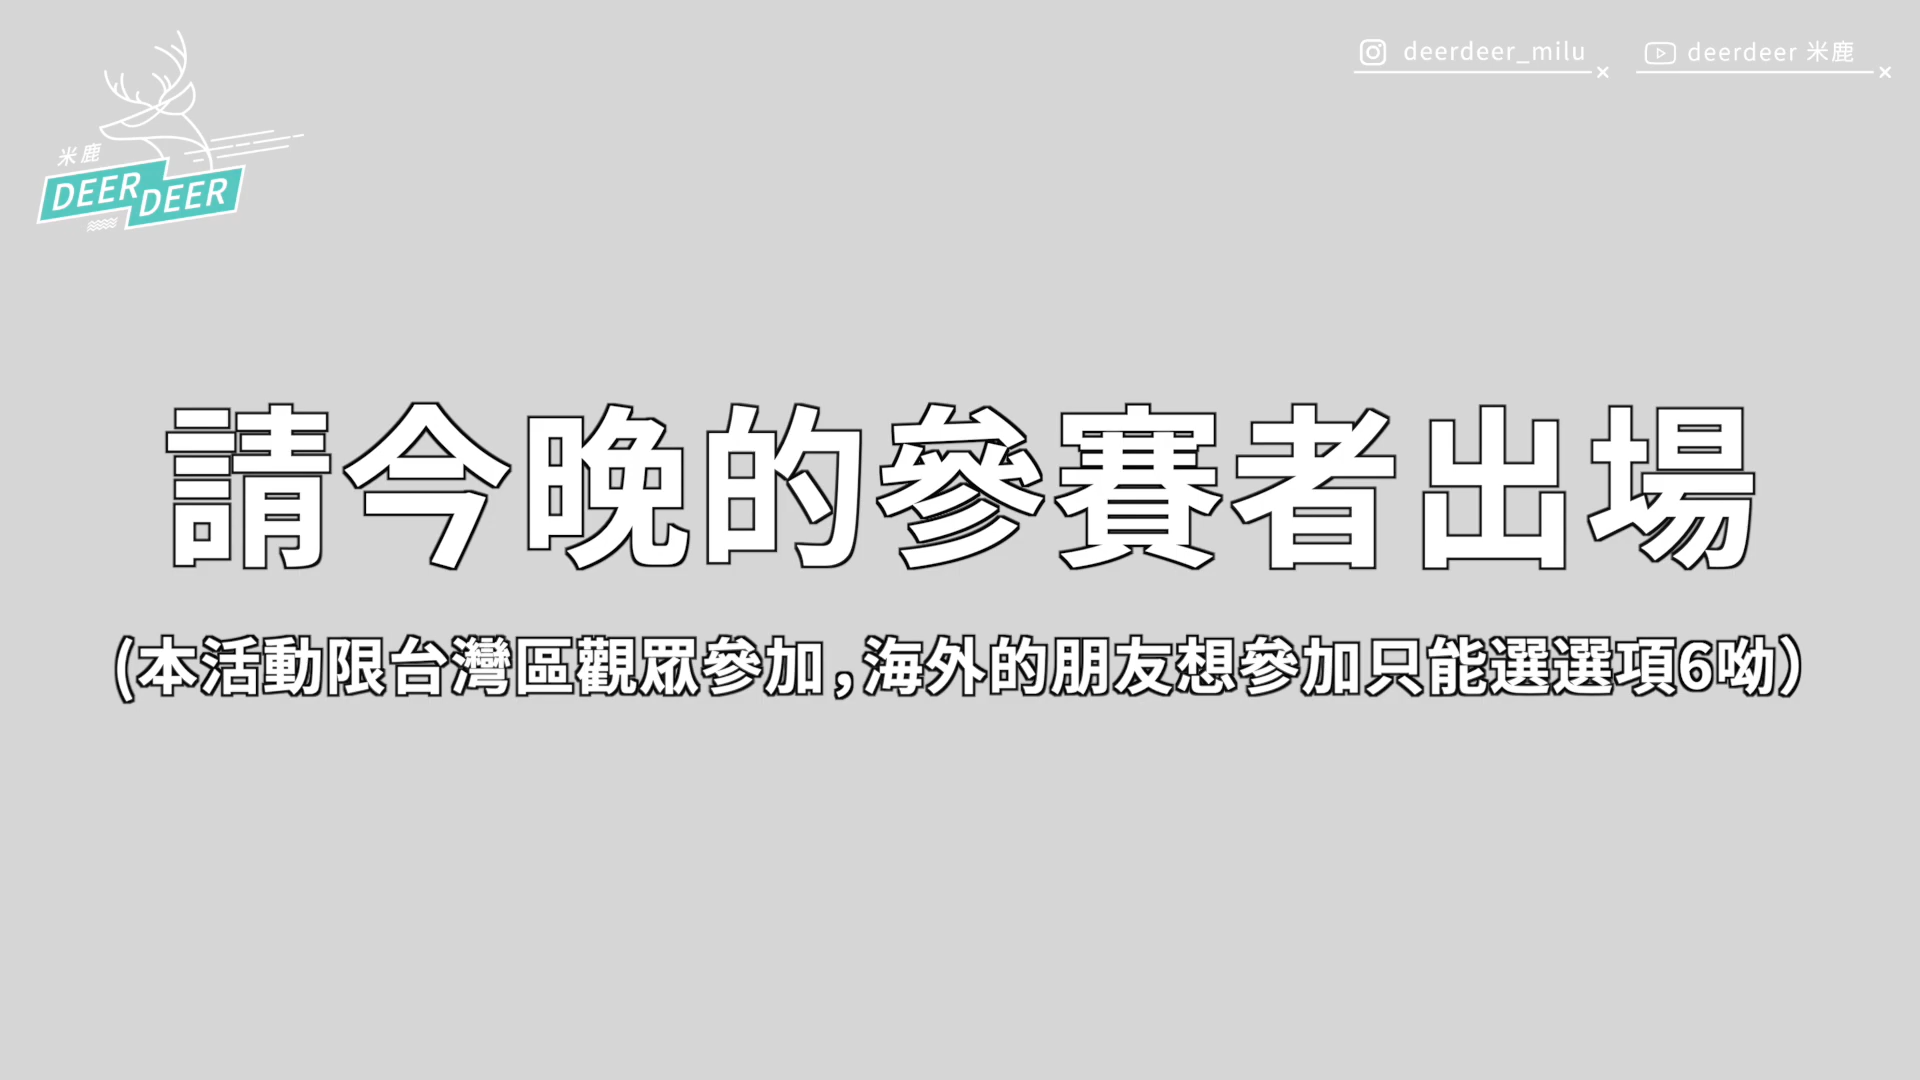 deerdeer_milu
deerdeer 米鹿
米鹿
DEER
DEER
請今晚的參賽者出場
(本活動限台灣區觀眾參加,海外的朋友想參加只能選選項6呦)